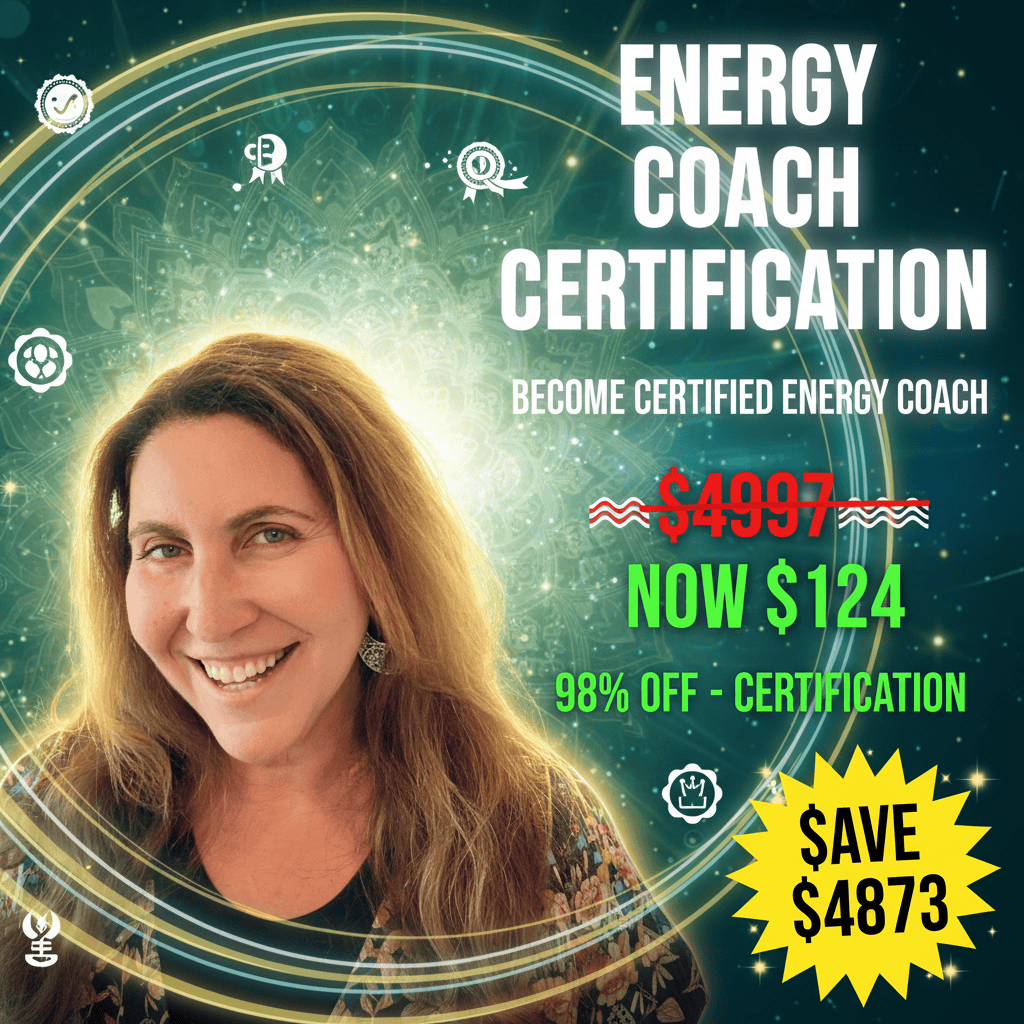 ENERGY
COACH
CERTIFICATION
BECOME CERTIFIED ENERGY COACH
$4997
NOW $124
98% OFF - CERTIFICATION
$AVE
$4873